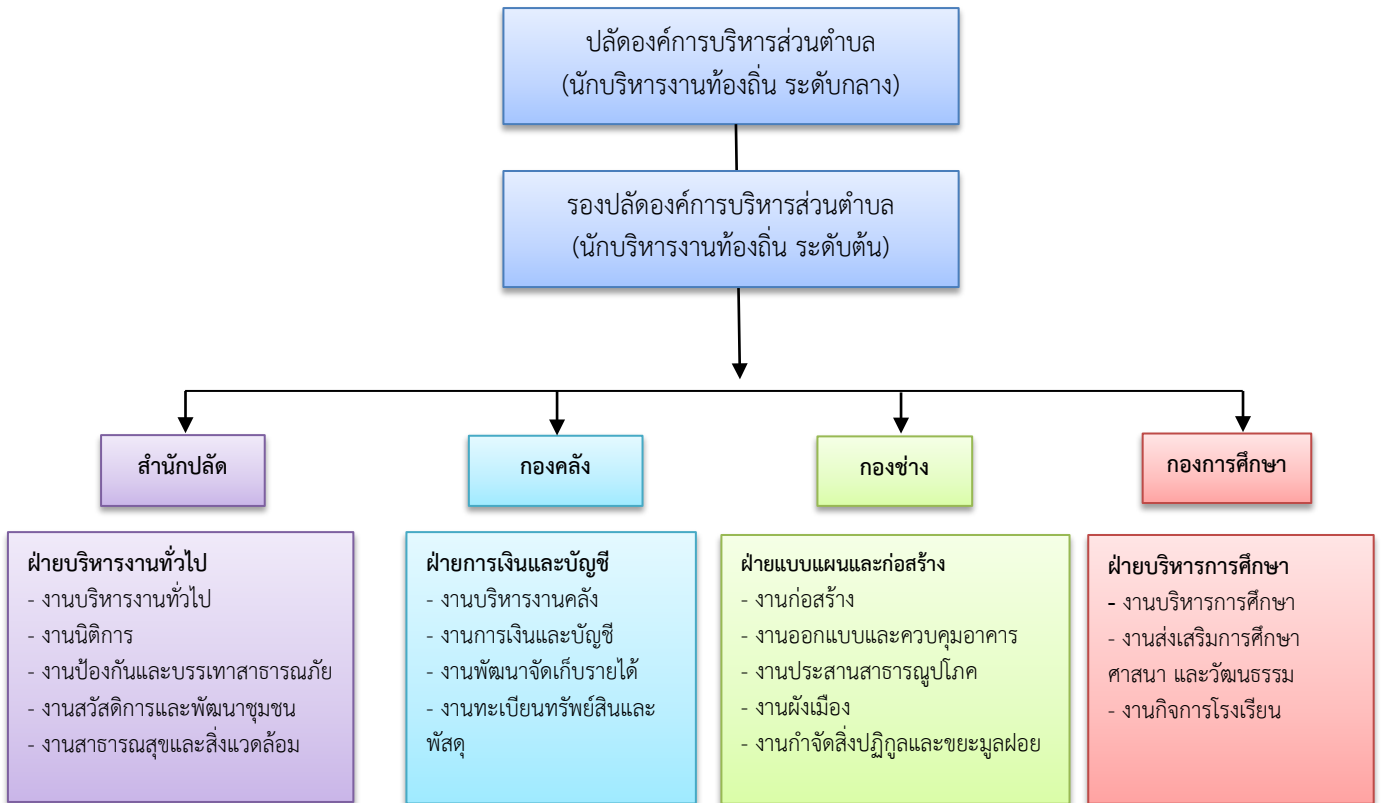 ปลัดองค์การบริหารส่วนตำบล
(นักบริหารงานท้องถิ่น ระดับกลาง)
รองปลัดองค์การบริหารส่วนตำบล
(นักบริหารงานท้องถิ่น ระดับต้น)
สำนักปลัด
กองคลัง
กองช่าง
กองการศึกษา
ฝ่ายบริหารงานทั่วไป
- งานบริหารงานทั่วไป
- งานนิติการ
- งานป้องกันและบรรเทาสาธารณภัย
- งานสวัสดิการและพัฒนาชุมชน
- งานสาธารณสุขและสิ่งแวดล้อม
ฝ่ายการเงินและบัญชี
- งานบริหารงานคลัง
- งานการเงินและบัญชี
- งานพัฒนาจัดเก็บรายได้
- งานทะเบียนทรัพย์สินและ
พัสดุ
ฝ่ายแบบแผนและก่อสร้าง
- งานก่อสร้าง
- งานออกแบบและควบคุมอาคาร
- งานประสานสาธารณูปโภค
- งานผังเมือง
- งานกำจัดสิ่งปฏิกูลและขยะมูลฝอย
ฝ่ายบริหารการศึกษา
- งานบริหารการศึกษา
- งานส่งเสริมการศึกษา
ศาสนา และวัฒนธรรม
- งานกิจการโรงเรียน